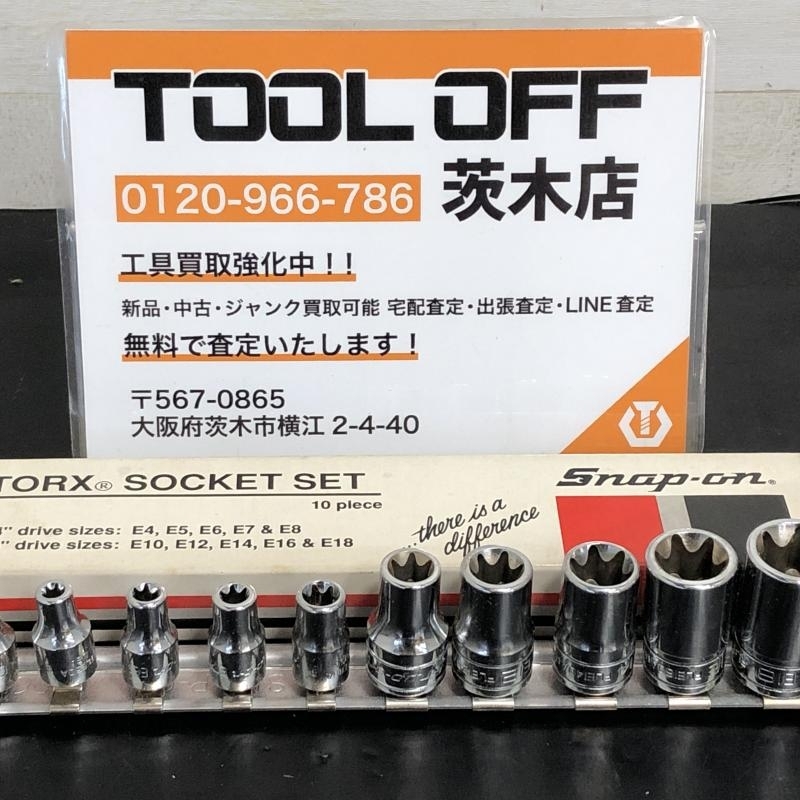 TOOL OFF
0120-966-786 茨木店
工具買取強化中！！
新品・中古・ジャンク買取可能 宅配査定・出張査定・LINE査定
無料で査定いたします！
〒567-0865
大阪府茨木市横江 2-4-40
TORX® SOCKET SET
10 piece
Snap-on®
" drive sizes: E4, E5, E6, E7 & E8
" drive sizes: E10, E12, E14, E16 & E18
...there is a
difference